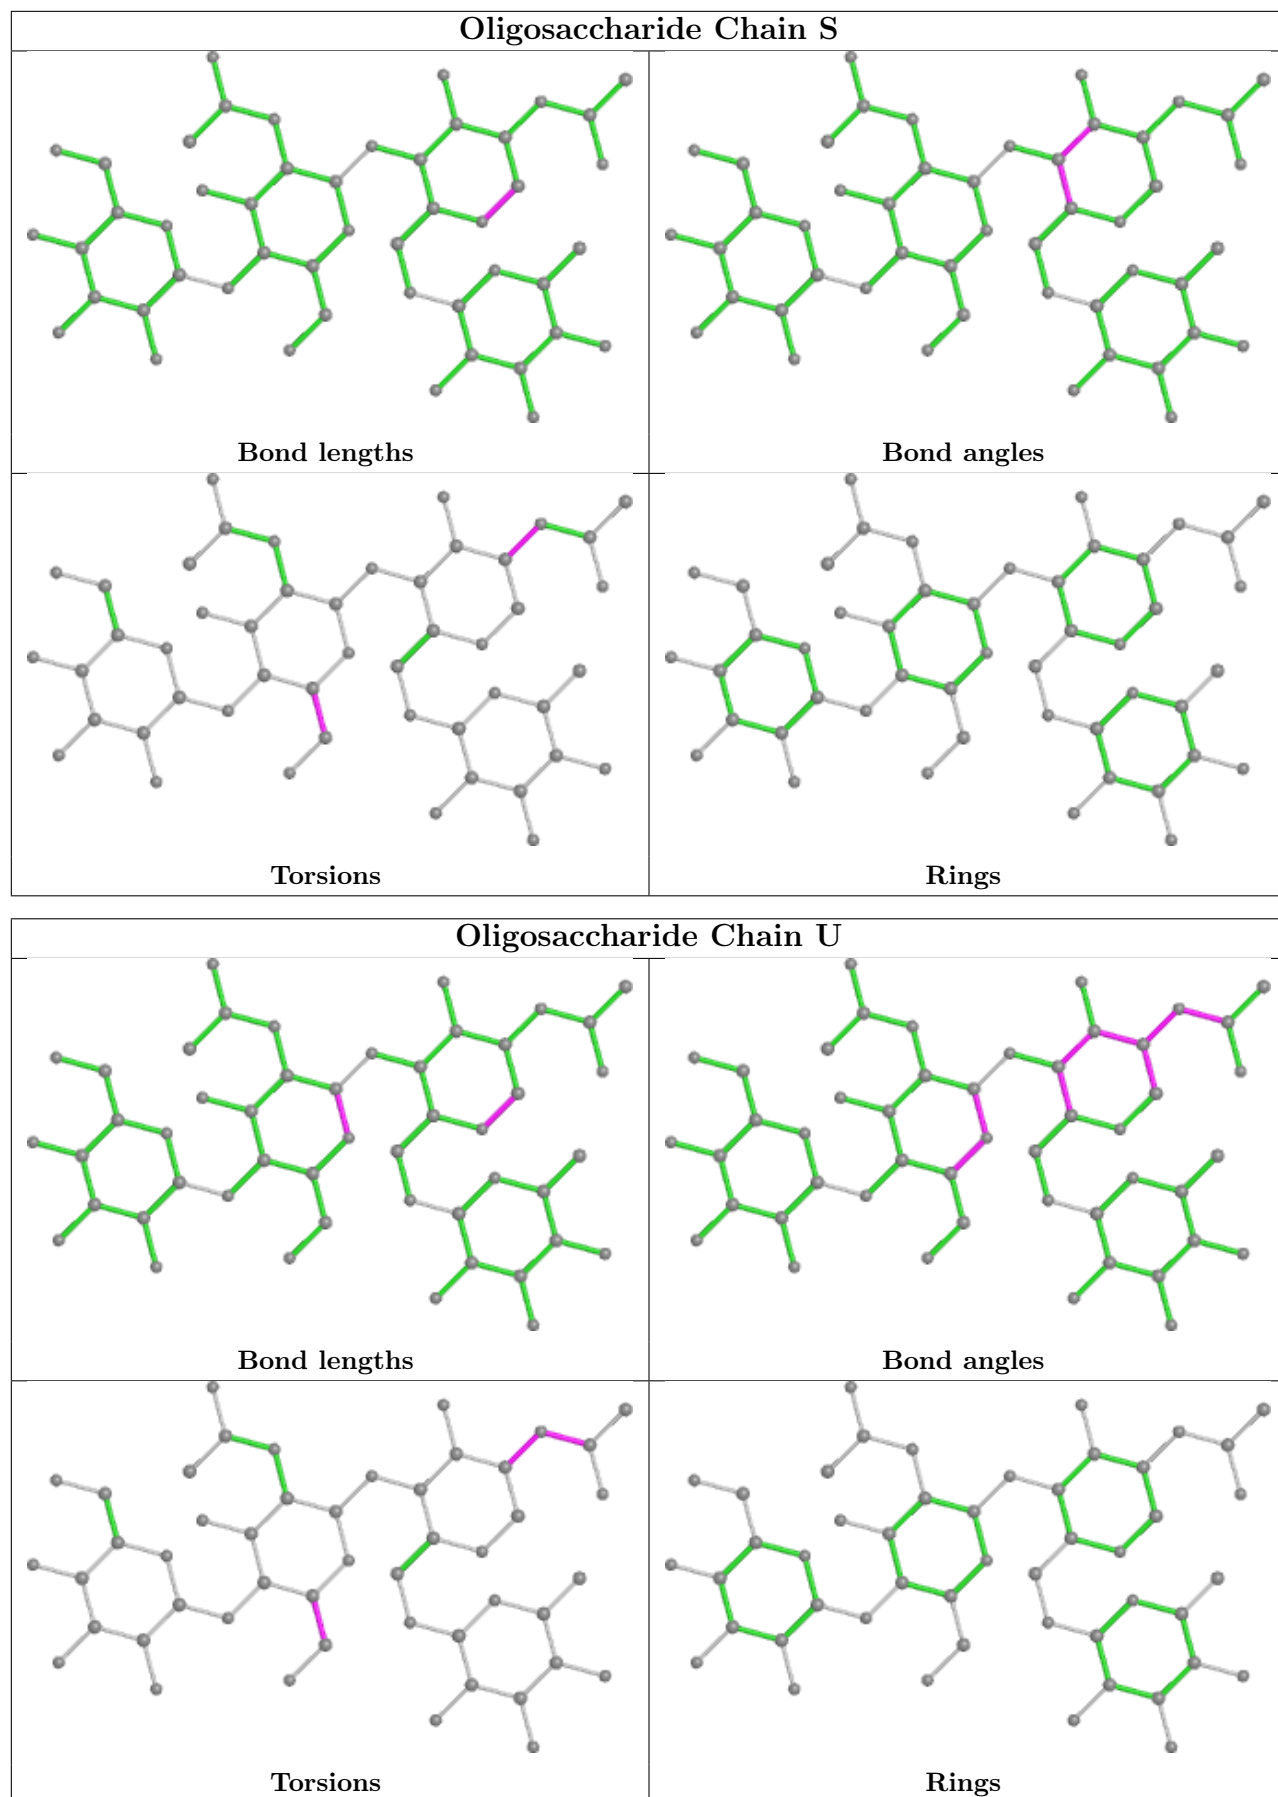 Oligosaccharide Chain S
Bond lengths
Bond angles
Torsions
Rings
Oligosaccharide Chain U
Bond lengths
Bond angles
Torsions
Rings